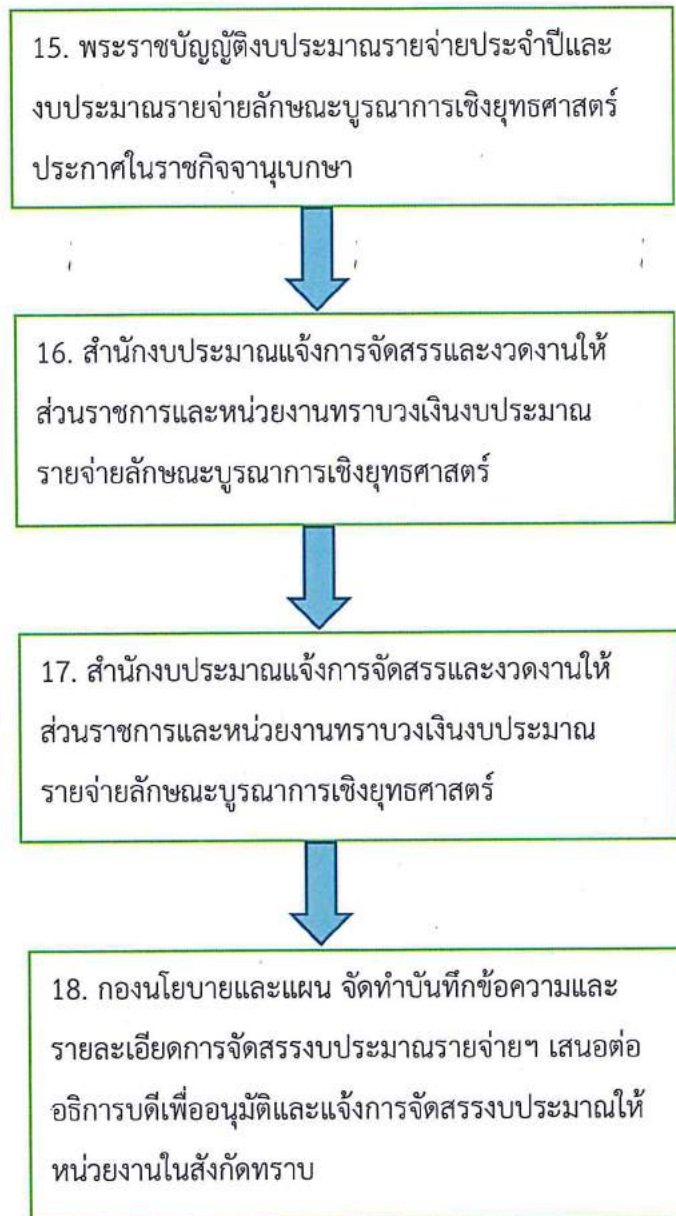 15. พระราชบัญญัติงบประมาณรายจ่ายประจำปีและ
งบประมาณรายจ่ายลักษณะบูรณาการเชิงยุทธศาสตร์
ประกาศในราชกิจจานุเบกษา
16. สำนักงบประมาณแจ้งการจัดสรรและงวดงานให้
ส่วนราชการและหน่วยงานทราบวงเงินงบประมาณ
รายจ่ายลักษณะบูรณาการเชิงยุทธศาสตร์
17. สำนักงบประมาณแจ้งการจัดสรรและงวดงานให้
ส่วนราชการและหน่วยงานทราบวงเงินงบประมาณ
รายจ่ายลักษณะบูรณาการเชิงยุทธศาสตร์
18. กองนโยบายและแผน จัดทำบันทึกข้อความและ
รายละเอียดการจัดสรรงบประมาณรายจ่ายฯ เสนอต่อ
อธิการบดีเพื่ออนุมัติและแจ้งการจัดสรรงบประมาณให้
หน่วยงานในสังกัดทราบ